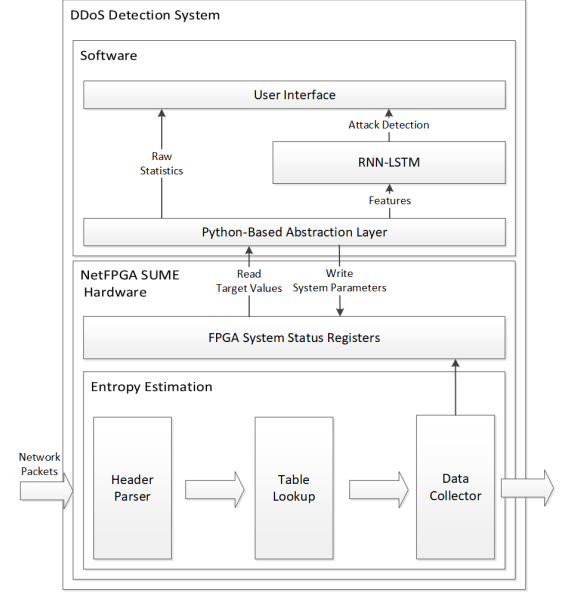 DDoS Detection System
Software
User Interface
Attack Detection
RNN-LSTM
Raw
Statistics
Features
Python-Based Abstraction Layer
NetFPGA SUME
Hardware
Read
Target Values
Write
System Parameters
FPGA System Status Registers
Entropy Estimation
Network
Packets
Header
Parser
Table
Lookup
Data
Collector